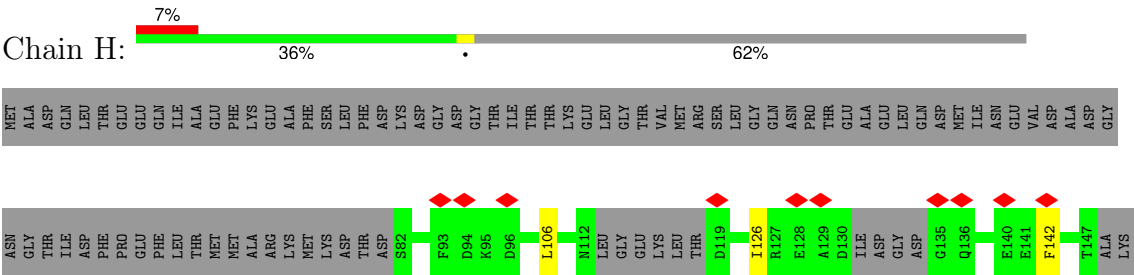 7%
Chain H:
36%
•
62%
MET ALA ASP GLN LEU THR GLU GLU GLN ILE ALA GLU PHE LYS GLU ALA PHE SER LEU PHE ASP LYS ASP GLY ASP GLY THR ILE THR THR LYS GLU LEU GLY THR VAL MET ARG SER LEU GLY GLN ASN PRO THR GLU ALA GLU LEU GLN ASP MET ILE ASN GLU VAL ASP ALA ASP GLY
ASN GLY THR ILE ASP PHE PRO GLU PHE LEU THR MET MET ALA ARG LYS MET LYS ASP THR ASP S82 F93 D94 K95 D96 L106 N112 LEU GLY GLU LYS LEU THR D119 I126 R127 E128 A129 D130 ILE ASP GLY ASP G135 Q136 E140 E141 F142 T147 ALA LYS